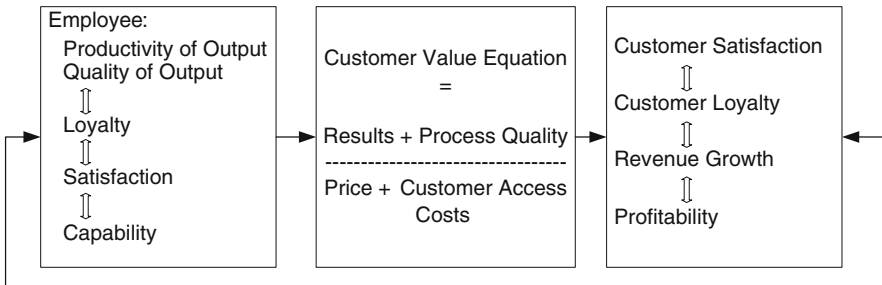 Employee:
Productivity of Output
Quality of Output
Loyalty
Satisfaction
Capability
Customer Value Equation
=
Results + Process Quality
----------------------------------
Price + Customer Access
Costs
Customer Satisfaction
Customer Loyalty
Revenue Growth
Profitability